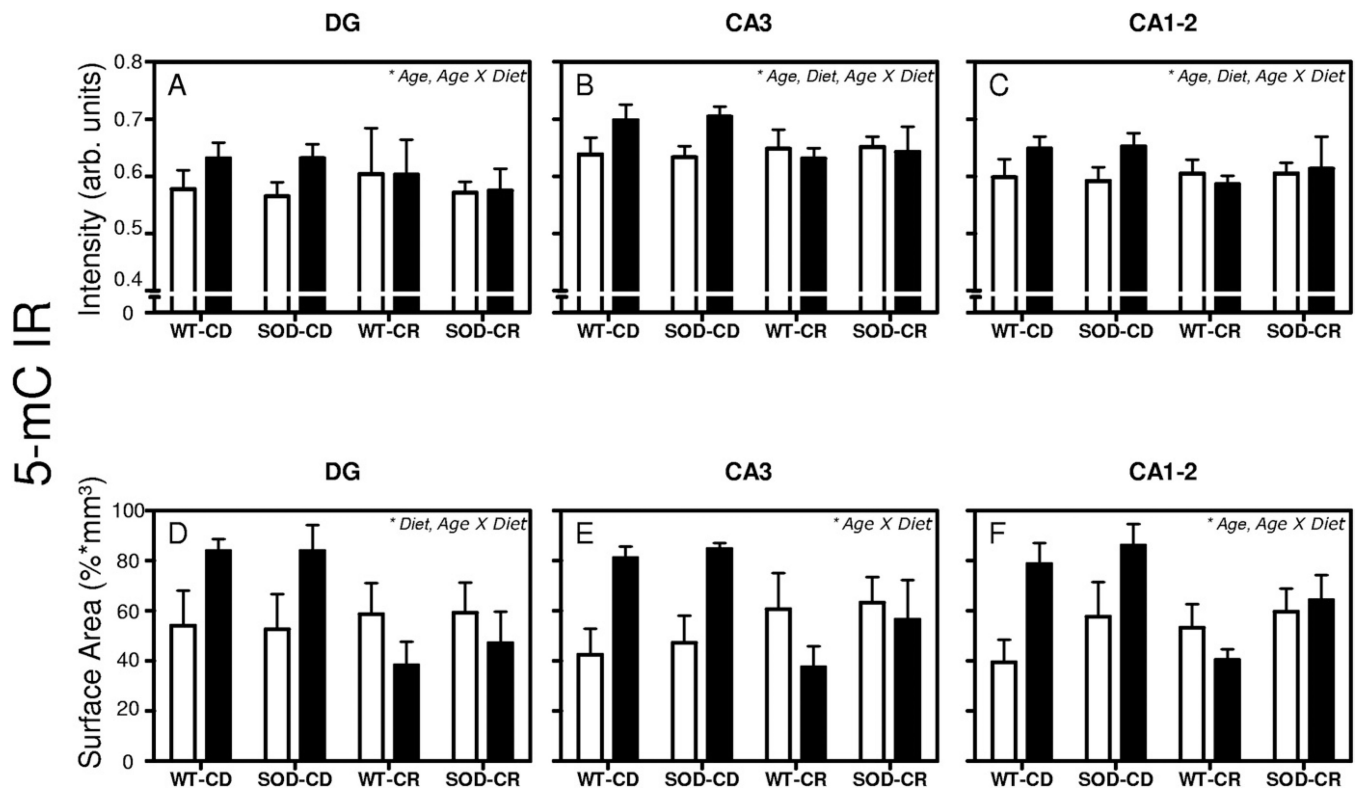 DG
CA3
CA1-2
5-mC IR
Intensity (arb. units)
0.8
0.7
0.6
0.5
0.4
0
A
* Age, Age X Diet
B
* Age, Diet, Age X Diet
C
* Age, Diet, Age X Diet
WT-CD SOD-CD WT-CR SOD-CR
WT-CD SOD-CD WT-CR SOD-CR
WT-CD SOD-CD WT-CR SOD-CR
DG
CA3
CA1-2
Surface Area (%*mm³)
100
80
60
40
20
0
D
* Diet, Age X Diet
E
* Age X Diet
F
* Age, Age X Diet
WT-CD SOD-CD WT-CR SOD-CR
WT-CD SOD-CD WT-CR SOD-CR
WT-CD SOD-CD WT-CR SOD-CR